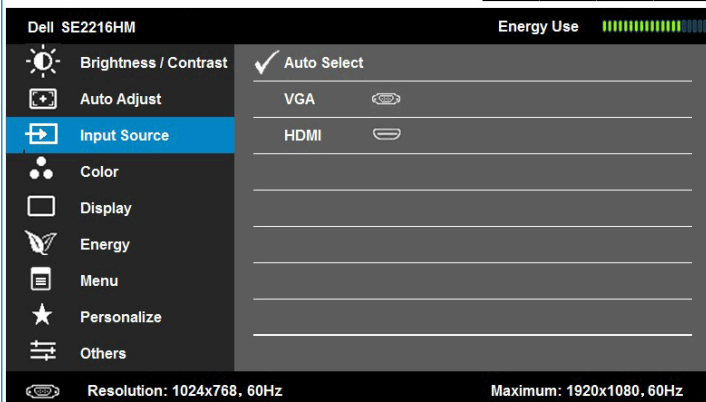 Dell SE2216HM Energy Use
Brightness / Contrast Auto Select
Auto Adjust VGA
Input Source HDMI
Color
Display
Energy
Menu
Personalize
Others
Resolution: 1024x768, 60Hz Maximum: 1920x1080, 60Hz